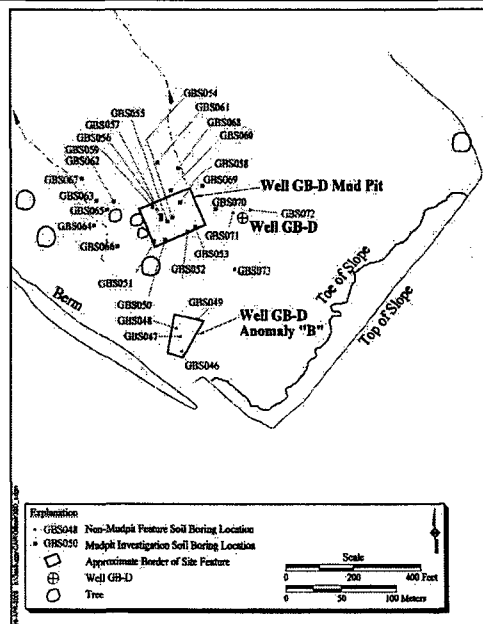 GBS054
GBS055
GBS061
GBS057
GBS068
GBS056
GBS060
GBS059
GBS062
GBS058
GBS067
GBS069
Well GB-D Mud Pit
GBS063
GBS065
GBS070
GBS072
Well GB-D
GBS064
GBS071
GBS066
GBS053
GBS052
GBS073
GBS051
GBS050
GBS049
Berm
Toe of Slope
Top of Slope
GBS048
Well GB-D
GBS047
Anomaly "B"
GBS046
Explanation
GBS048 Non-Mudpit Feature Soil Boring Location
GBS050 Mudpit Investigation Soil Boring Location
Approximate Border of Site Feature
Well GB-D
Tree
Scale
0 200 400 Feet
0 50 100 Meters